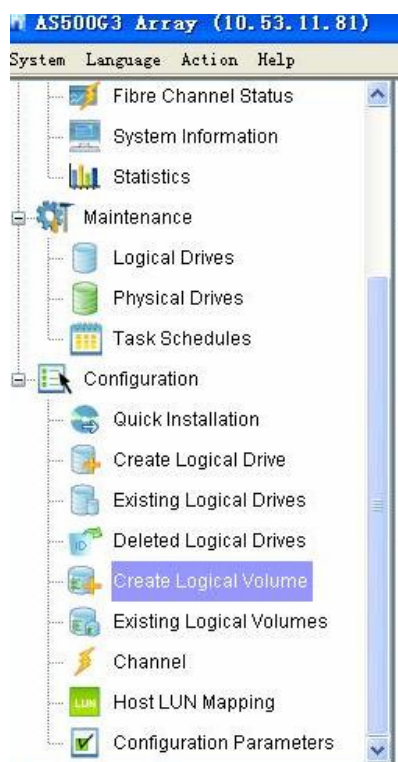 AS500G3 Array (10.53.11.81)
System Language Action Help
Fibre Channel Status
System Information
Statistics
Maintenance
Logical Drives
Physical Drives
Task Schedules
Configuration
Quick Installation
Create Logical Drive
Existing Logical Drives
ID Deleted Logical Drives
Create Logical Volume
Existing Logical Volumes
Channel
LUN Host LUN Mapping
Configuration Parameters